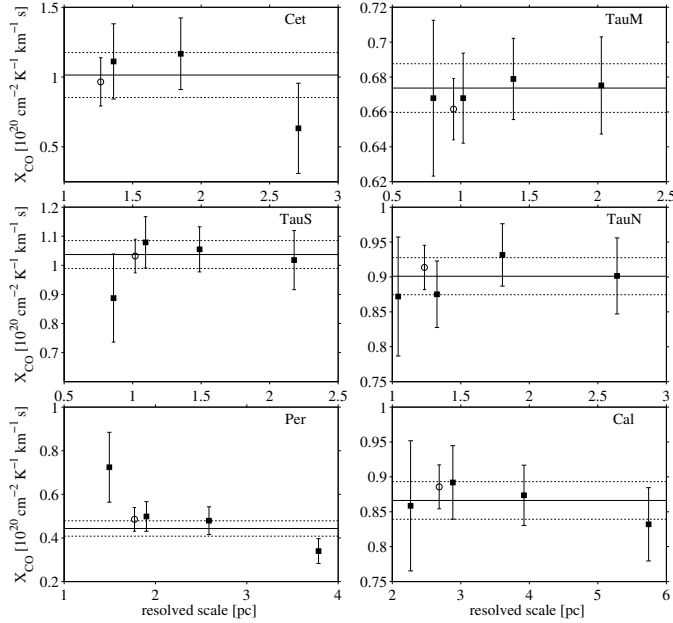 Cet
X_CO [10^20 cm^-2 K^-1 km^-1 s]
1.5
1
0.5
1 1.5 2 2.5 3
TauM
0.72
0.7
0.68
0.66
0.64
0.62
0.5 1 1.5 2 2.5
TauS
X_CO [10^20 cm^-2 K^-1 km^-1 s]
1.2
1.1
1
0.9
0.8
0.7
0.6
0.5 1 1.5 2 2.5
TauN
1
0.95
0.9
0.85
0.8
0.75
1 1.5 2 2.5 3
Per
X_CO [10^20 cm^-2 K^-1 km^-1 s]
1
0.8
0.6
0.4
0.2
1 2 3 4
resolved scale [pc]
Cal
1
0.95
0.9
0.85
0.8
0.75
2 3 4 5 6
resolved scale [pc]